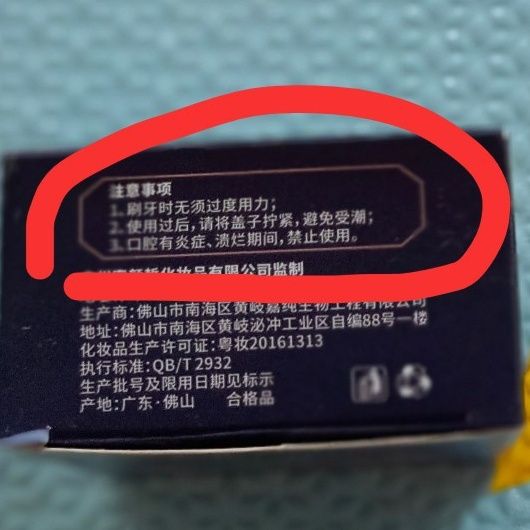 注意事项
1.刷牙时无须过度用力；
2.使用过后，请将盖子拧紧，避免受潮；
3.口腔有炎症、溃烂期间，禁止使用。
化妆品有限公司监制
生产商：佛山市南海区黄岐嘉纯生物工程有限公司
地址：佛山市南海区黄岐泌冲工业区自编88号一楼
化妆品生产许可证：粤妆20161313
执行标准：QB/T 2932
生产批号及限用日期见标示
产地：广东·佛山 合格品